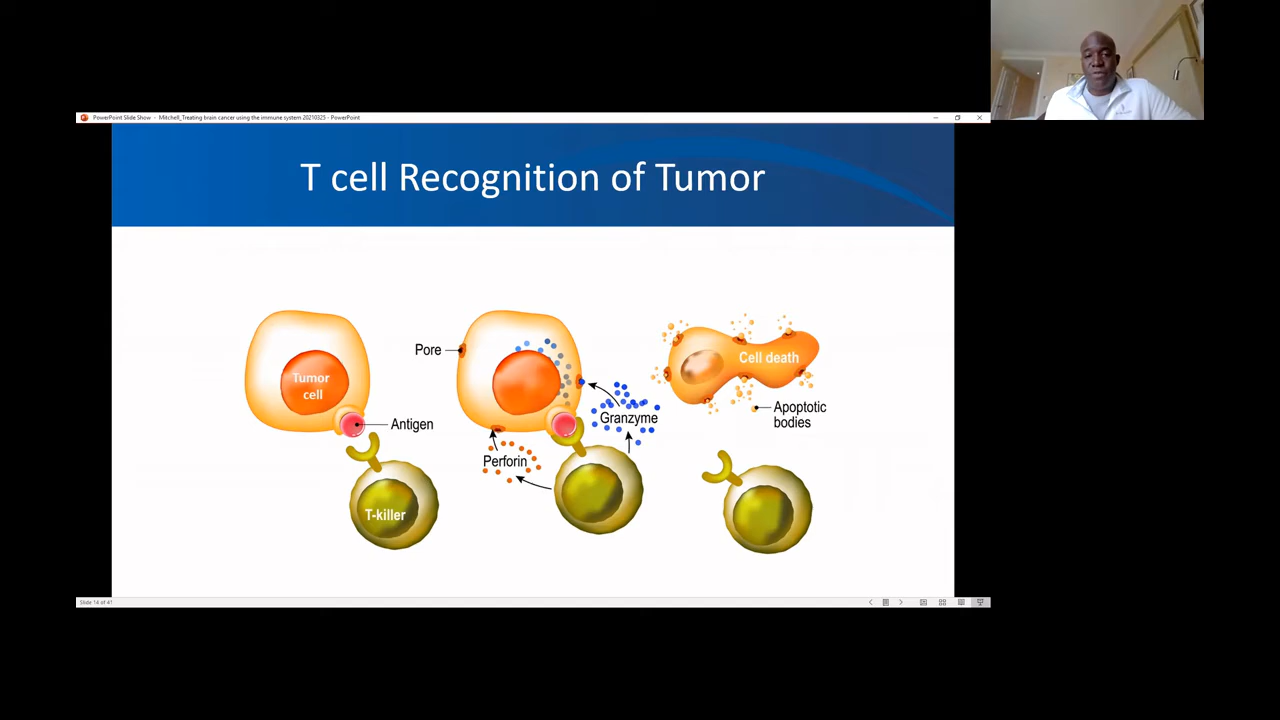 PowerPoint Slide Show - Mitchell_Treating brain cancer using the immune system 20210325 - PowerPoint
T cell Recognition of Tumor
Pore
Tumor
cell
Antigen
T-killer
Perforin
Granzyme
Cell death
Apoptotic
bodies
Slide 14 of 41